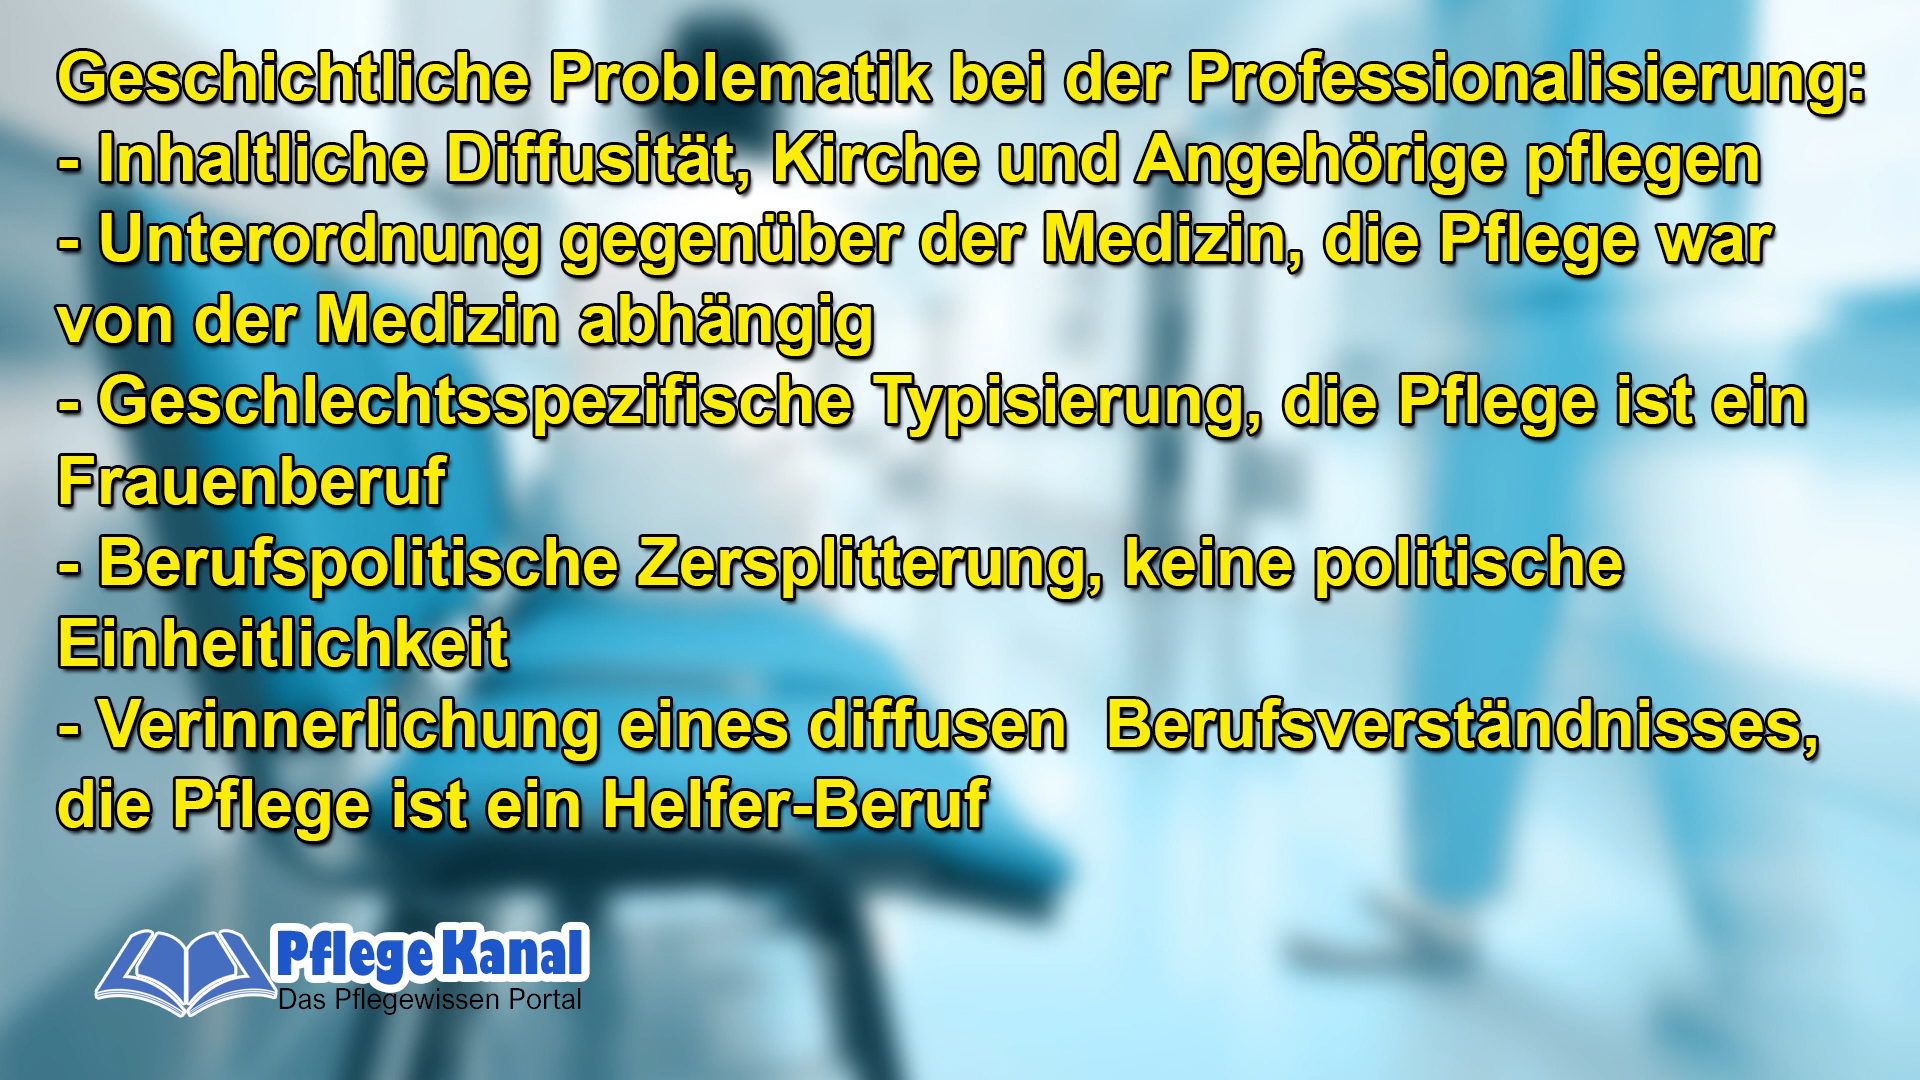 Geschichtliche Problematik bei der Professionalisierung:
- Inhaltliche Diffusität, Kirche und Angehörige pflegen
- Unterordnung gegenüber der Medizin, die Pflege war
von der Medizin abhängig
- Geschlechtsspezifische Typisierung, die Pflege ist ein
Frauenberuf
- Berufspolitische Zersplitterung, keine politische
Einheitlichkeit
- Verinnerlichung eines diffusen  Berufsverständnisses,
die Pflege ist ein Helfer-Beruf
PflegeKanal
Das Pflegewissen Portal